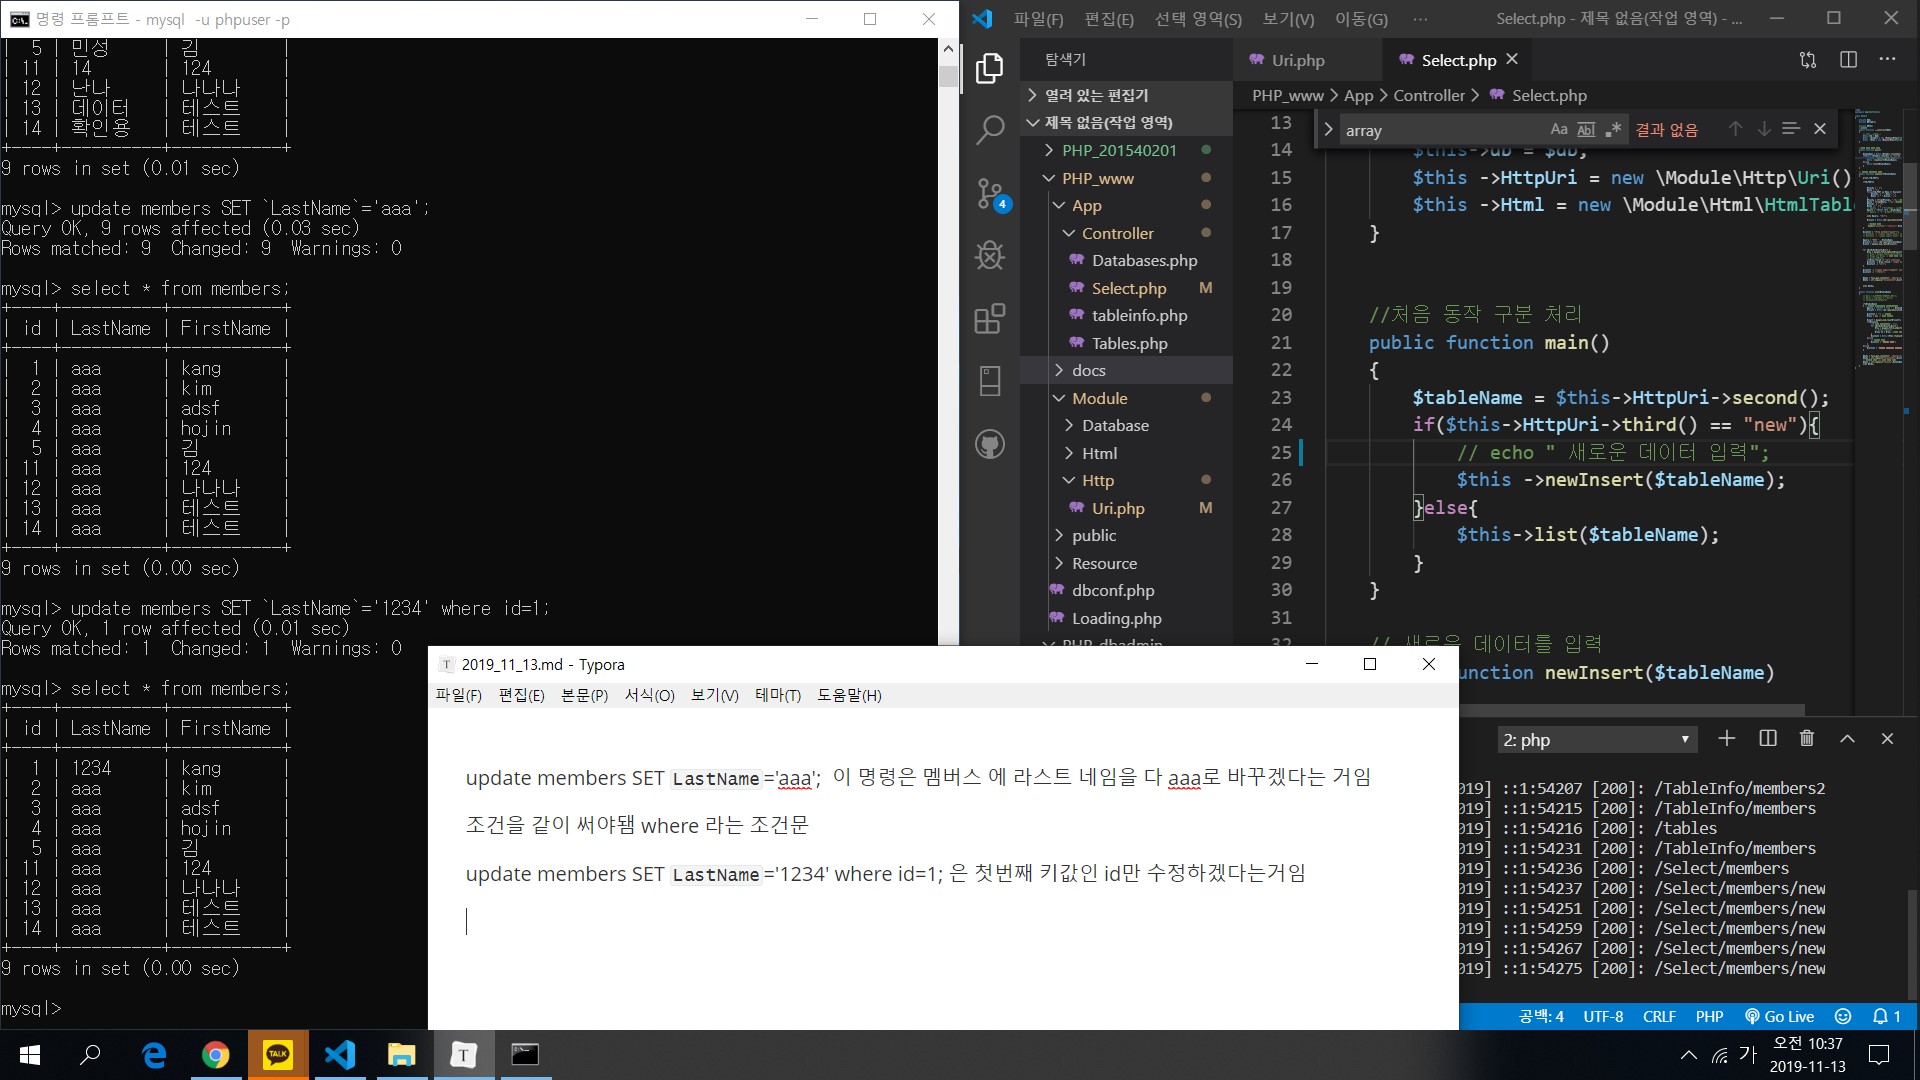 명령 프롬프트 - mysql -u phpuser -p
| 5 | 민성 | 김 |
| 11 | 14 | 124 |
| 12 | 난나 | 나나나 |
| 13 | 데이터 | 테스트 |
| 14 | 확인용 | 테스트 |
+----+----------+-----------+
9 rows in set (0.01 sec)
mysql> update members SET `LastName`='aaa';
Query OK, 9 rows affected (0.03 sec)
Rows matched: 9 Changed: 9 Warnings: 0
mysql> select * from members;
+----+----------+-----------+
| id | LastName | FirstName |
+----+----------+-----------+
| 1 | aaa | kang |
| 2 | aaa | kim |
| 3 | aaa | adsf |
| 4 | aaa | hojin |
| 5 | aaa | 김 |
| 11 | aaa | 124 |
| 12 | aaa | 나나나 |
| 13 | aaa | 테스트 |
| 14 | aaa | 테스트 |
+----+----------+-----------+
9 rows in set (0.00 sec)
mysql> update members SET `LastName`='1234' where id=1;
Query OK, 1 row affected (0.01 sec)
Rows matched: 1 Changed: 1 Warnings: 0
mysql> select * from members;
+----+----------+-----------+
| id | LastName | FirstName |
+----+----------+-----------+
| 1 | 1234 | kang |
| 2 | aaa | kim |
| 3 | aaa | adsf |
| 4 | aaa | hojin |
| 5 | aaa | 김 |
| 11 | aaa | 124 |
| 12 | aaa | 나나나 |
| 13 | aaa | 테스트 |
| 14 | aaa | 테스트 |
+----+----------+-----------+
9 rows in set (0.00 sec)
mysql>
파일(F) 편집(E) 선택 영역(S) 보기(V) 이동(G) ... Select.php - 제목 없음(작업 영역) - ...
탐색기
열려 있는 편집기
제목 없음(작업 영역)
PHP_201540201
PHP_www
App
Controller
Databases.php
Select.php M
tableinfo.php
Tables.php
docs
Module
Database
Html
Http
Uri.php M
public
Resource
dbconf.php
Loading.php
PHP_dbadmin
4
Uri.php Select.php
PHP_www > App > Controller > Select.php
array Aa Abl .* 결과 없음
13
14 $this->db = $db;
15 $this ->HttpUri = new \Module\Http\Uri()
16 $this ->Html = new \Module\Html\HtmlTabl
17 }
18
19
20 //처음 동작 구분 처리
21 public function main()
22 {
23 $tableName = $this->HttpUri->second();
24 if($this->HttpUri->third() == "new"){
25 // echo " 새로운 데이터 입력";
26 $this ->newInsert($tableName);
27 }else{
28 $this->list($tableName);
29 }
30 }
31
32 // 새로운 데이터를 입력
unction newInsert($tableName)
2: php
019] ::1:54207 [200]: /TableInfo/members2
019] ::1:54215 [200]: /TableInfo/members
019] ::1:54216 [200]: /tables
019] ::1:54231 [200]: /TableInfo/members
019] ::1:54236 [200]: /Select/members
019] ::1:54237 [200]: /Select/members/new
019] ::1:54251 [200]: /Select/members/new
019] ::1:54259 [200]: /Select/members/new
019] ::1:54267 [200]: /Select/members/new
019] ::1:54275 [200]: /Select/members/new
공백: 4 UTF-8 CRLF PHP Go Live 1
T 2019_11_13.md - Typora
파일(F) 편집(E) 본문(P) 서식(O) 보기(V) 테마(T) 도움말(H)
update members SET LastName='aaa'; 이 명령은 멤버스 에 라스트 네임을 다 aaa로 바꾸겠다는 거임
조건을 같이 써야됌 where 라는 조건문
update members SET LastName='1234' where id=1; 은 첫번째 키값인 id만 수정하겠다는거임
TALK
T
가
오전 10:37
2019-11-13